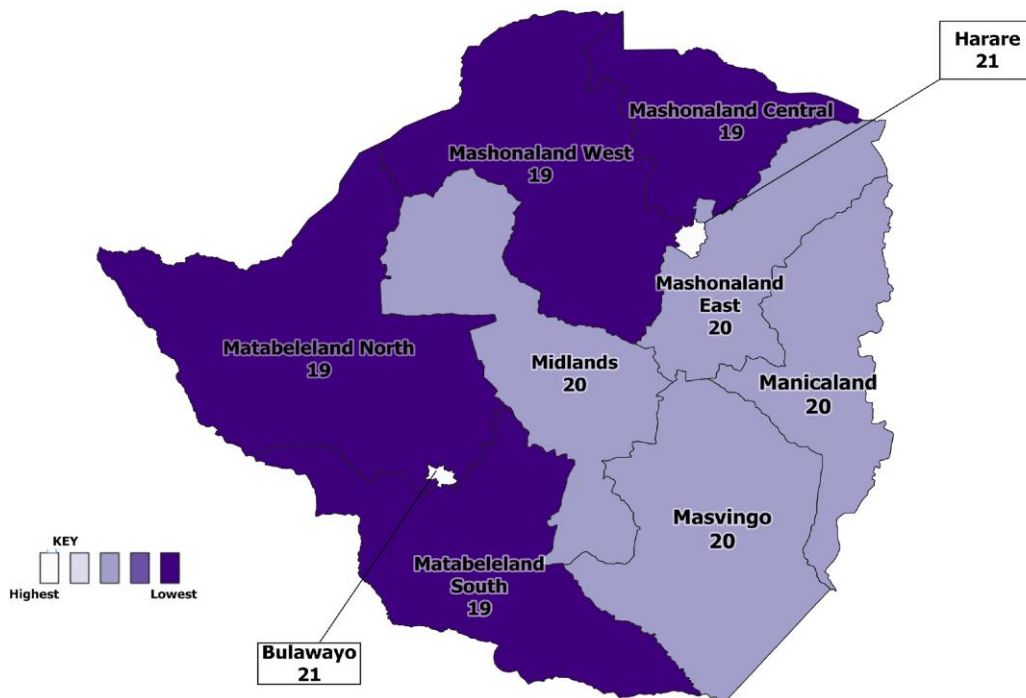 Harare
21
Mashonaland Central
19
Mashonaland West
19
Mashonaland
East
20
Matabeleland North
19
Midlands
20
Manicaland
20
Masvingo
20
KEY
Highest
Lowest
Matabeleland
South
19
Bulawayo
21